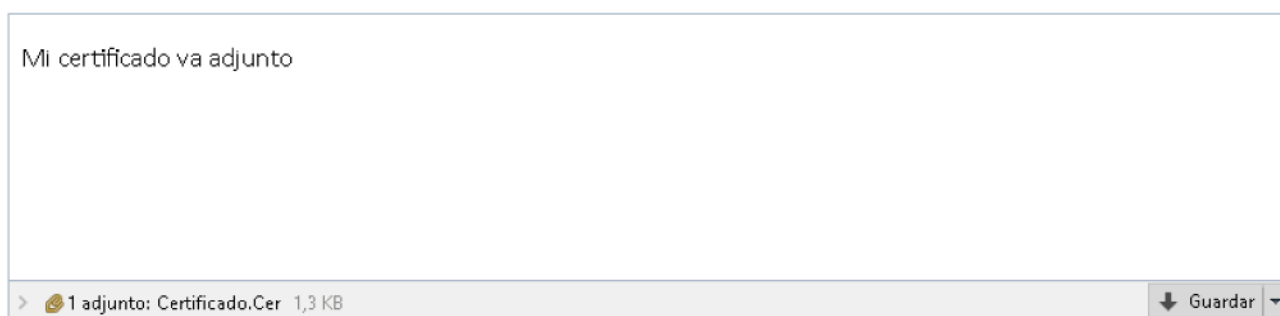 Mi certificado va adjunto
1 adjunto: Certificado.Cer 1,3 KB Guardar